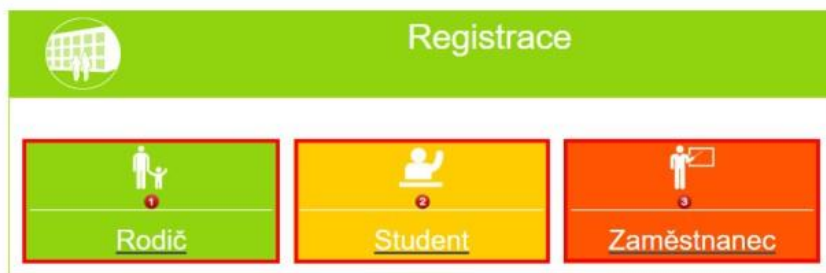 Registrace
1
2
3
Rodič
Student
Zaměstnanec